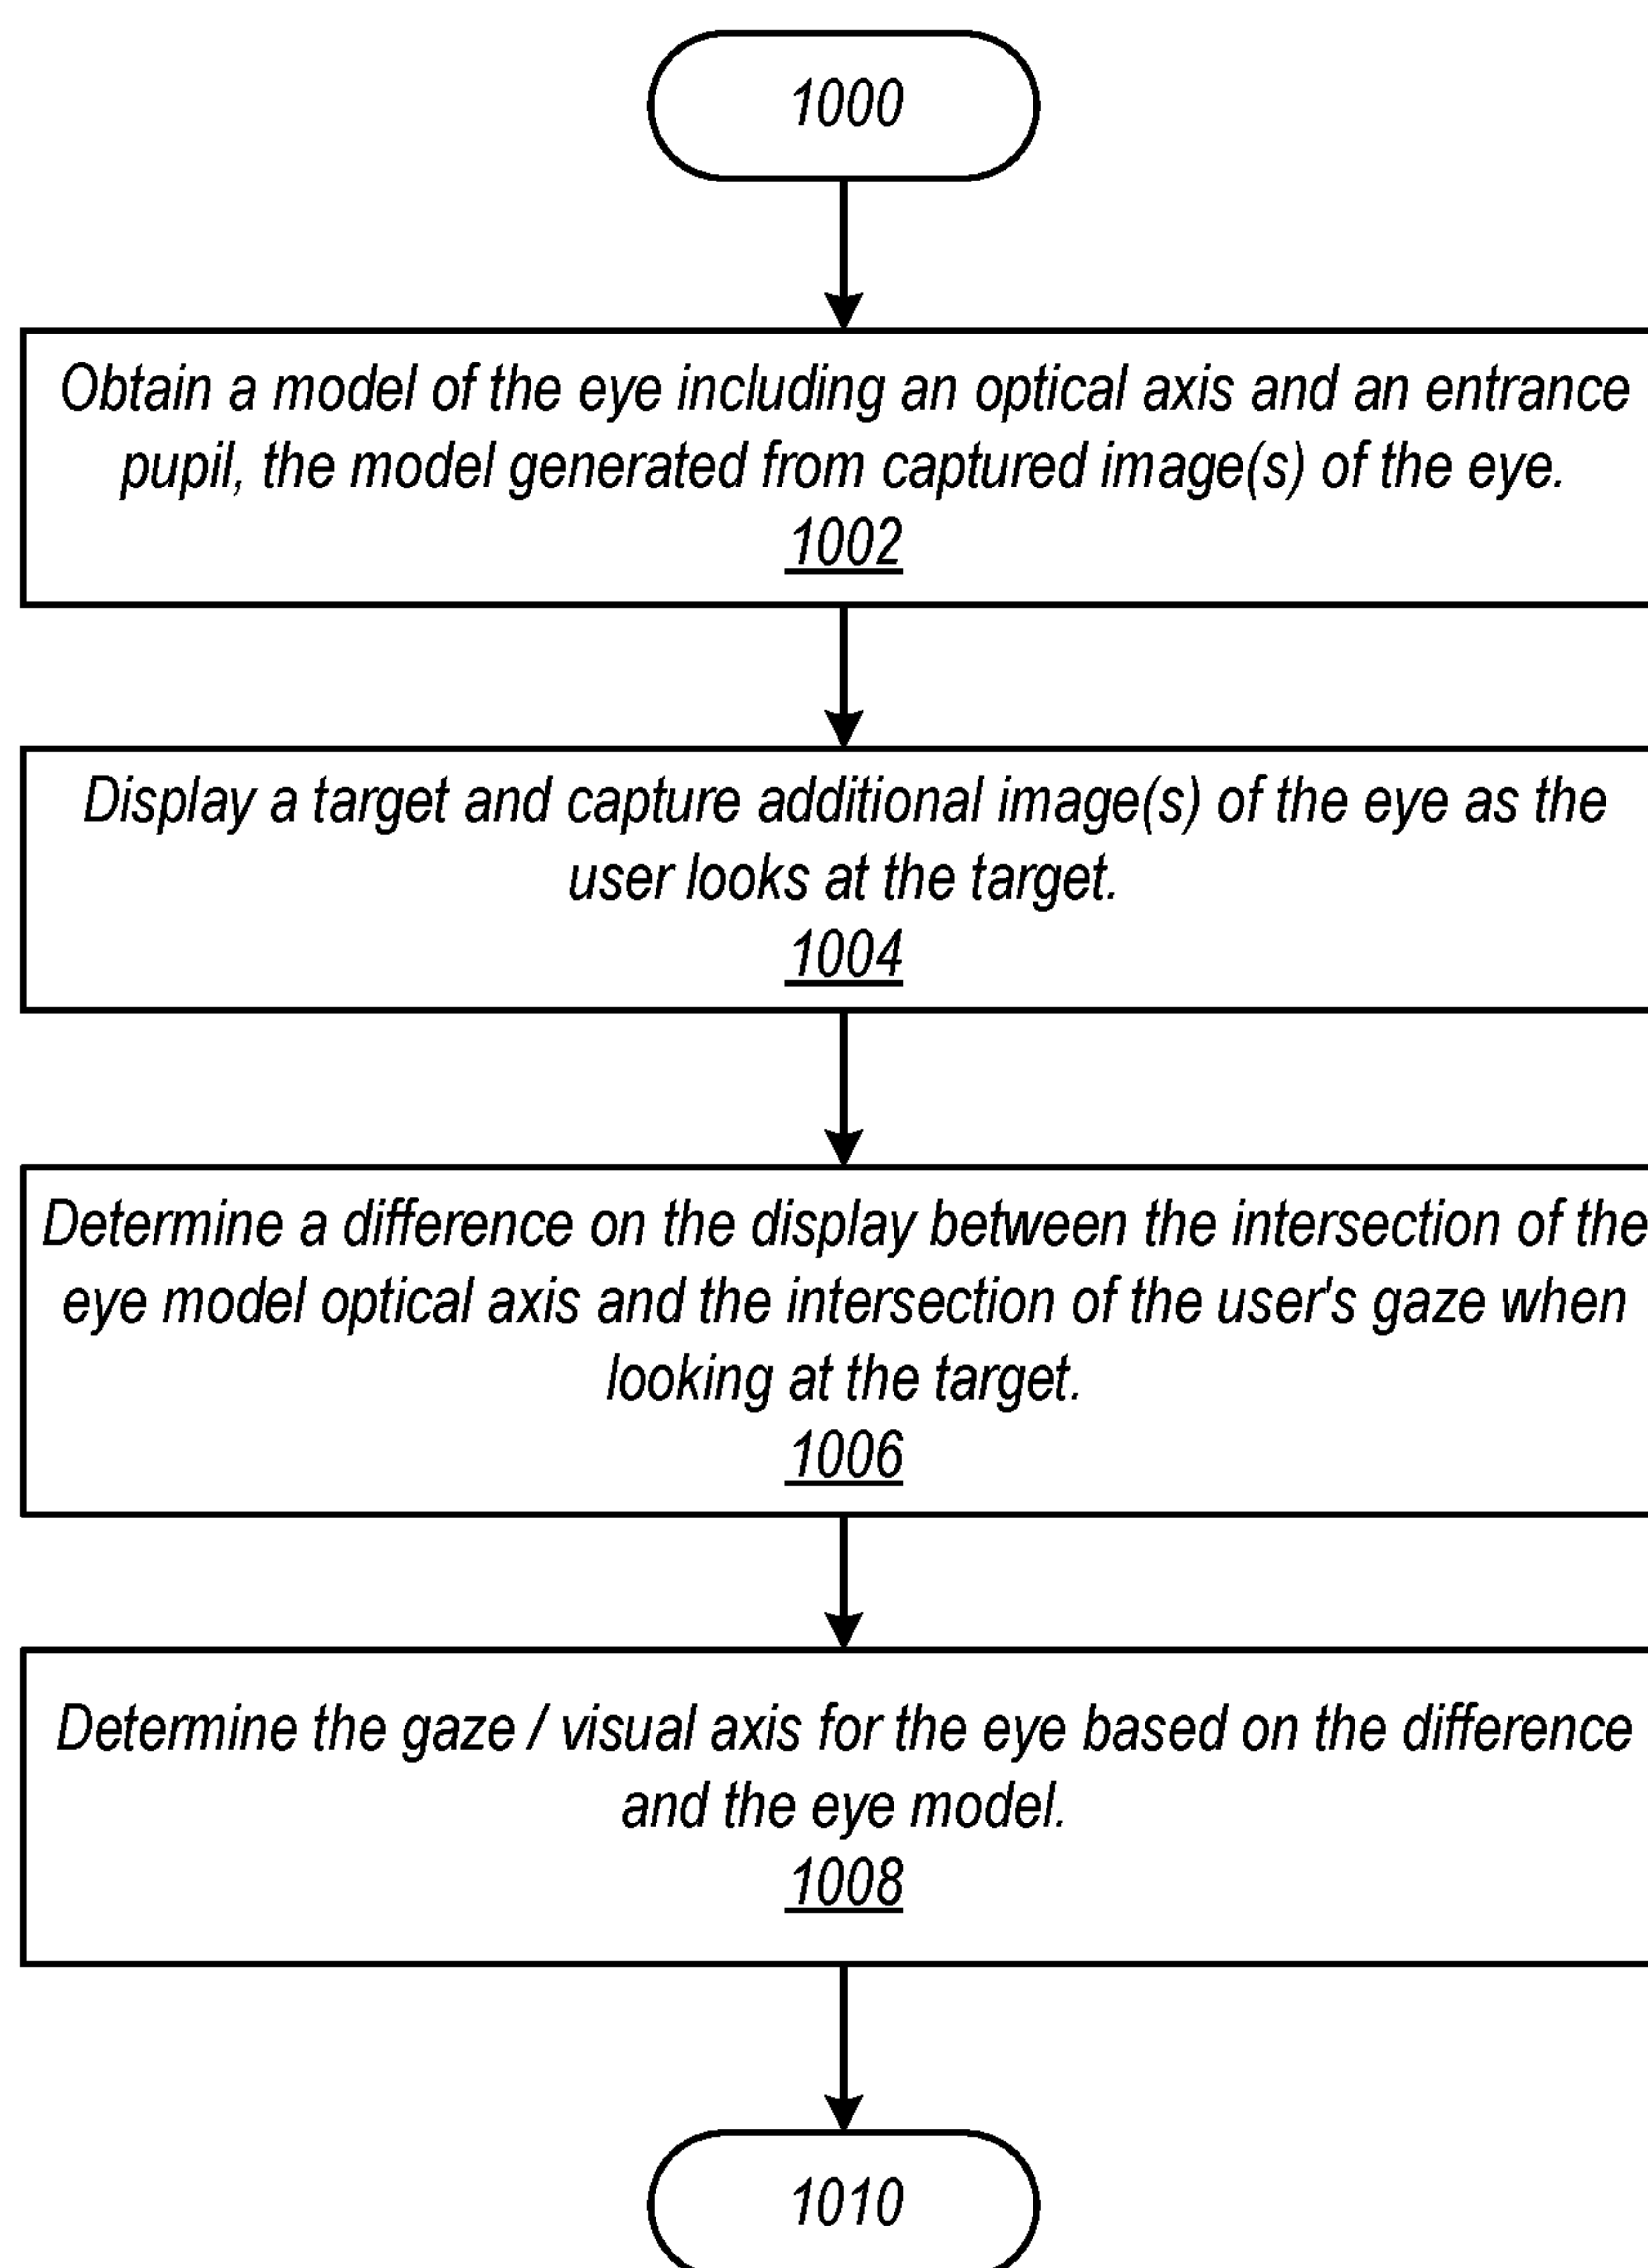 1000
Obtain a model of the eye including an optical axis and an entrance
pupil, the model generated from captured image(s) of the eye.
1002
Display a target and capture additional image(s) of the eye as the
user looks at the target.
1004
Determine a difference on the display between the intersection of the
eye model optical axis and the intersection of the user's gaze when
looking at the target.
1006
Determine the gaze / visual axis for the eye based on the difference
and the eye model.
1008
1010